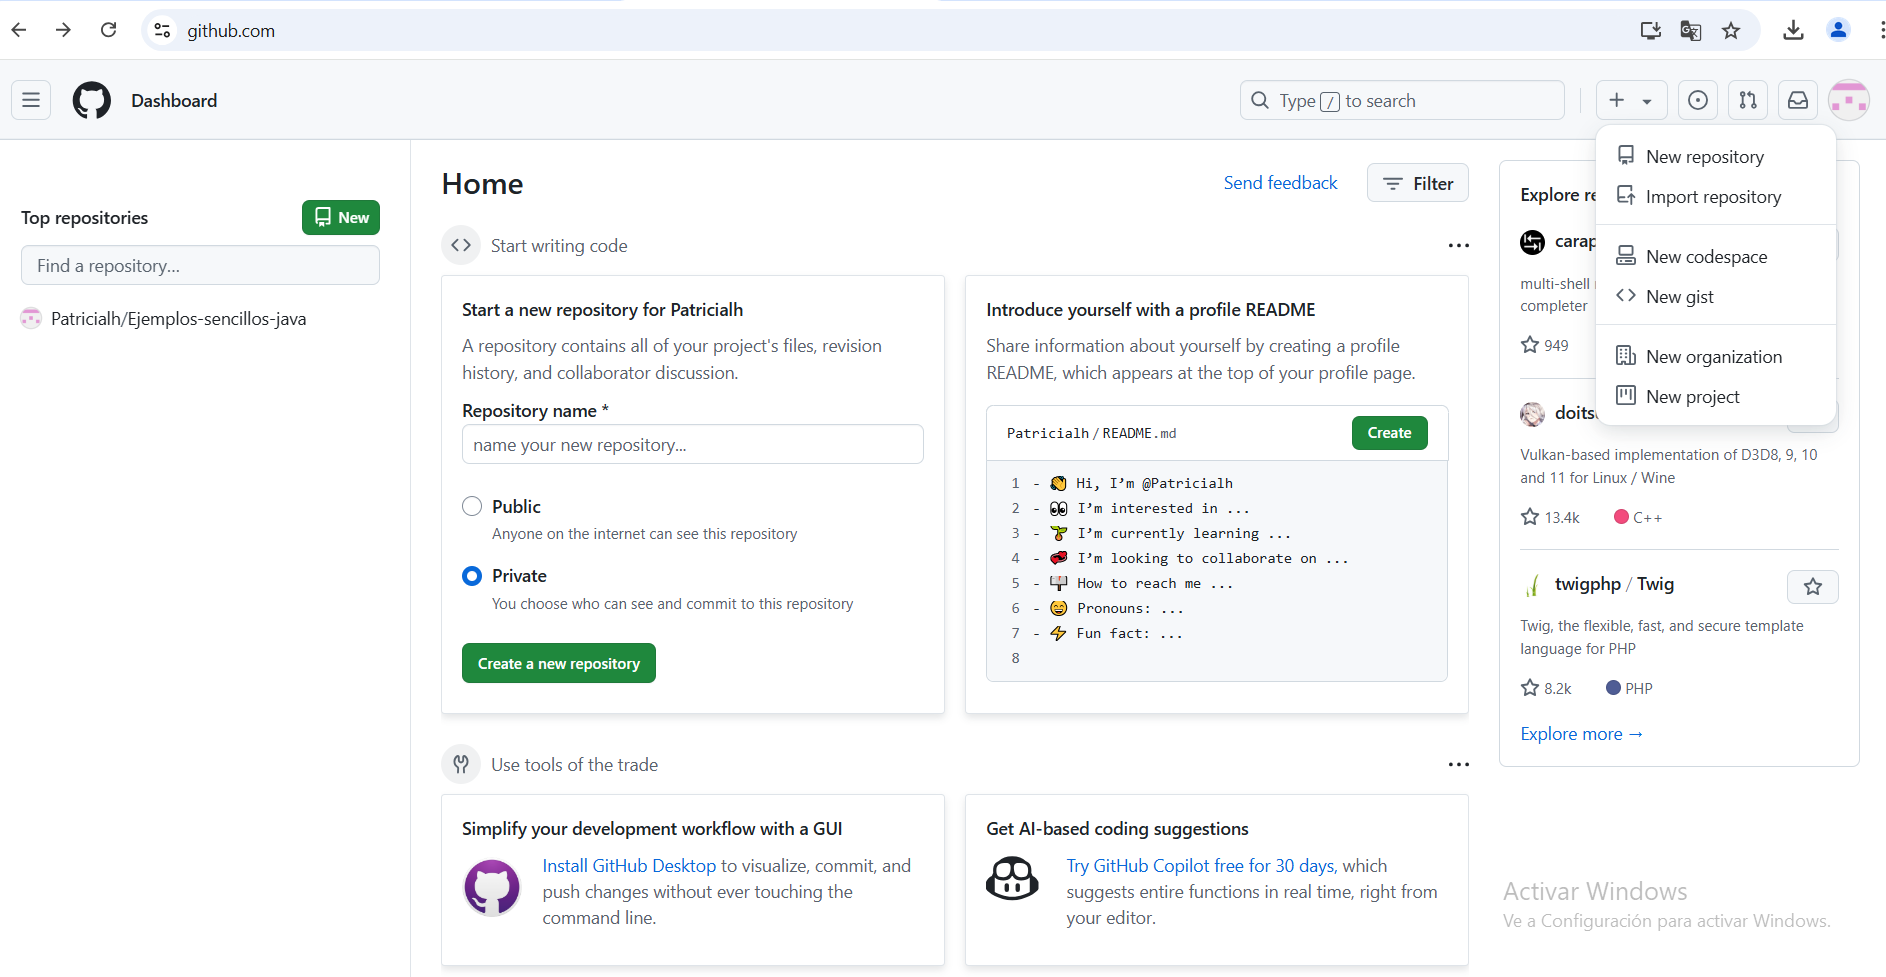 github.com
Dashboard
Type / to search
New repository
Import repository
New codespace
New gist
New organization
New project
Top repositories
New
Find a repository...
Patricialh/Ejemplos-sencillos-java
Home
Send feedback
Filter
Start writing code
Start a new repository for Patricialh
A repository contains all of your project's files, revision
history, and collaborator discussion.
Repository name *
name your new repository...
Public
Anyone on the internet can see this repository
Private
You choose who can see and commit to this repository
Create a new repository
Introduce yourself with a profile README
Share information about yourself by creating a profile
README, which appears at the top of your profile page.
Patricialh / README.md
Create
1 - 👋 Hi, I’m @Patricialh
2 - 👀 I’m interested in ...
3 - 🌱 I’m currently learning ...
4 - 💞️ I’m looking to collaborate on ...
5 - 📫 How to reach me ...
6 - 😄 Pronouns: ...
7 - ⚡ Fun fact: ...
8
Use tools of the trade
Simplify your development workflow with a GUI
Install GitHub Desktop to visualize, commit, and
push changes without ever touching the
command line.
Get AI-based coding suggestions
Try GitHub Copilot free for 30 days, which
suggests entire functions in real time, right from
your editor.
Explore re
carap
multi-shell
completer
949
doits
Vulkan-based implementation of D3D8, 9, 10
and 11 for Linux / Wine
13.4k C++
twigphp / Twig
Twig, the flexible, fast, and secure template
language for PHP
8.2k PHP
Explore more →
Activar Windows
Ve a Configuración para activar Windows.